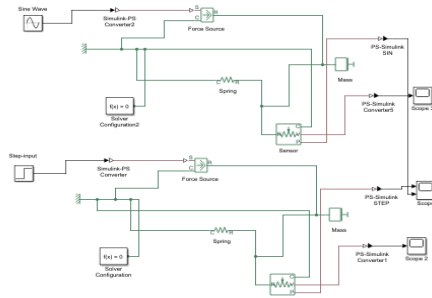 Sine Wave
Simulink-PS
Converter2
S
C
R
Force Source
PS-Simulink
SIN
Mass
C
R
Spring
f(x) = 0
Solver
Configuration2
Sensor
PS-Simulink
Converter5
Scope
Step-input
Simulink-PS
Converter
S
C
R
Force Source
PS-Simulink
STEP
Scope
Mass
C
R
Spring
f(x) = 0
Solver
Configuration
PS-Simulink
Converter1
Scope 2